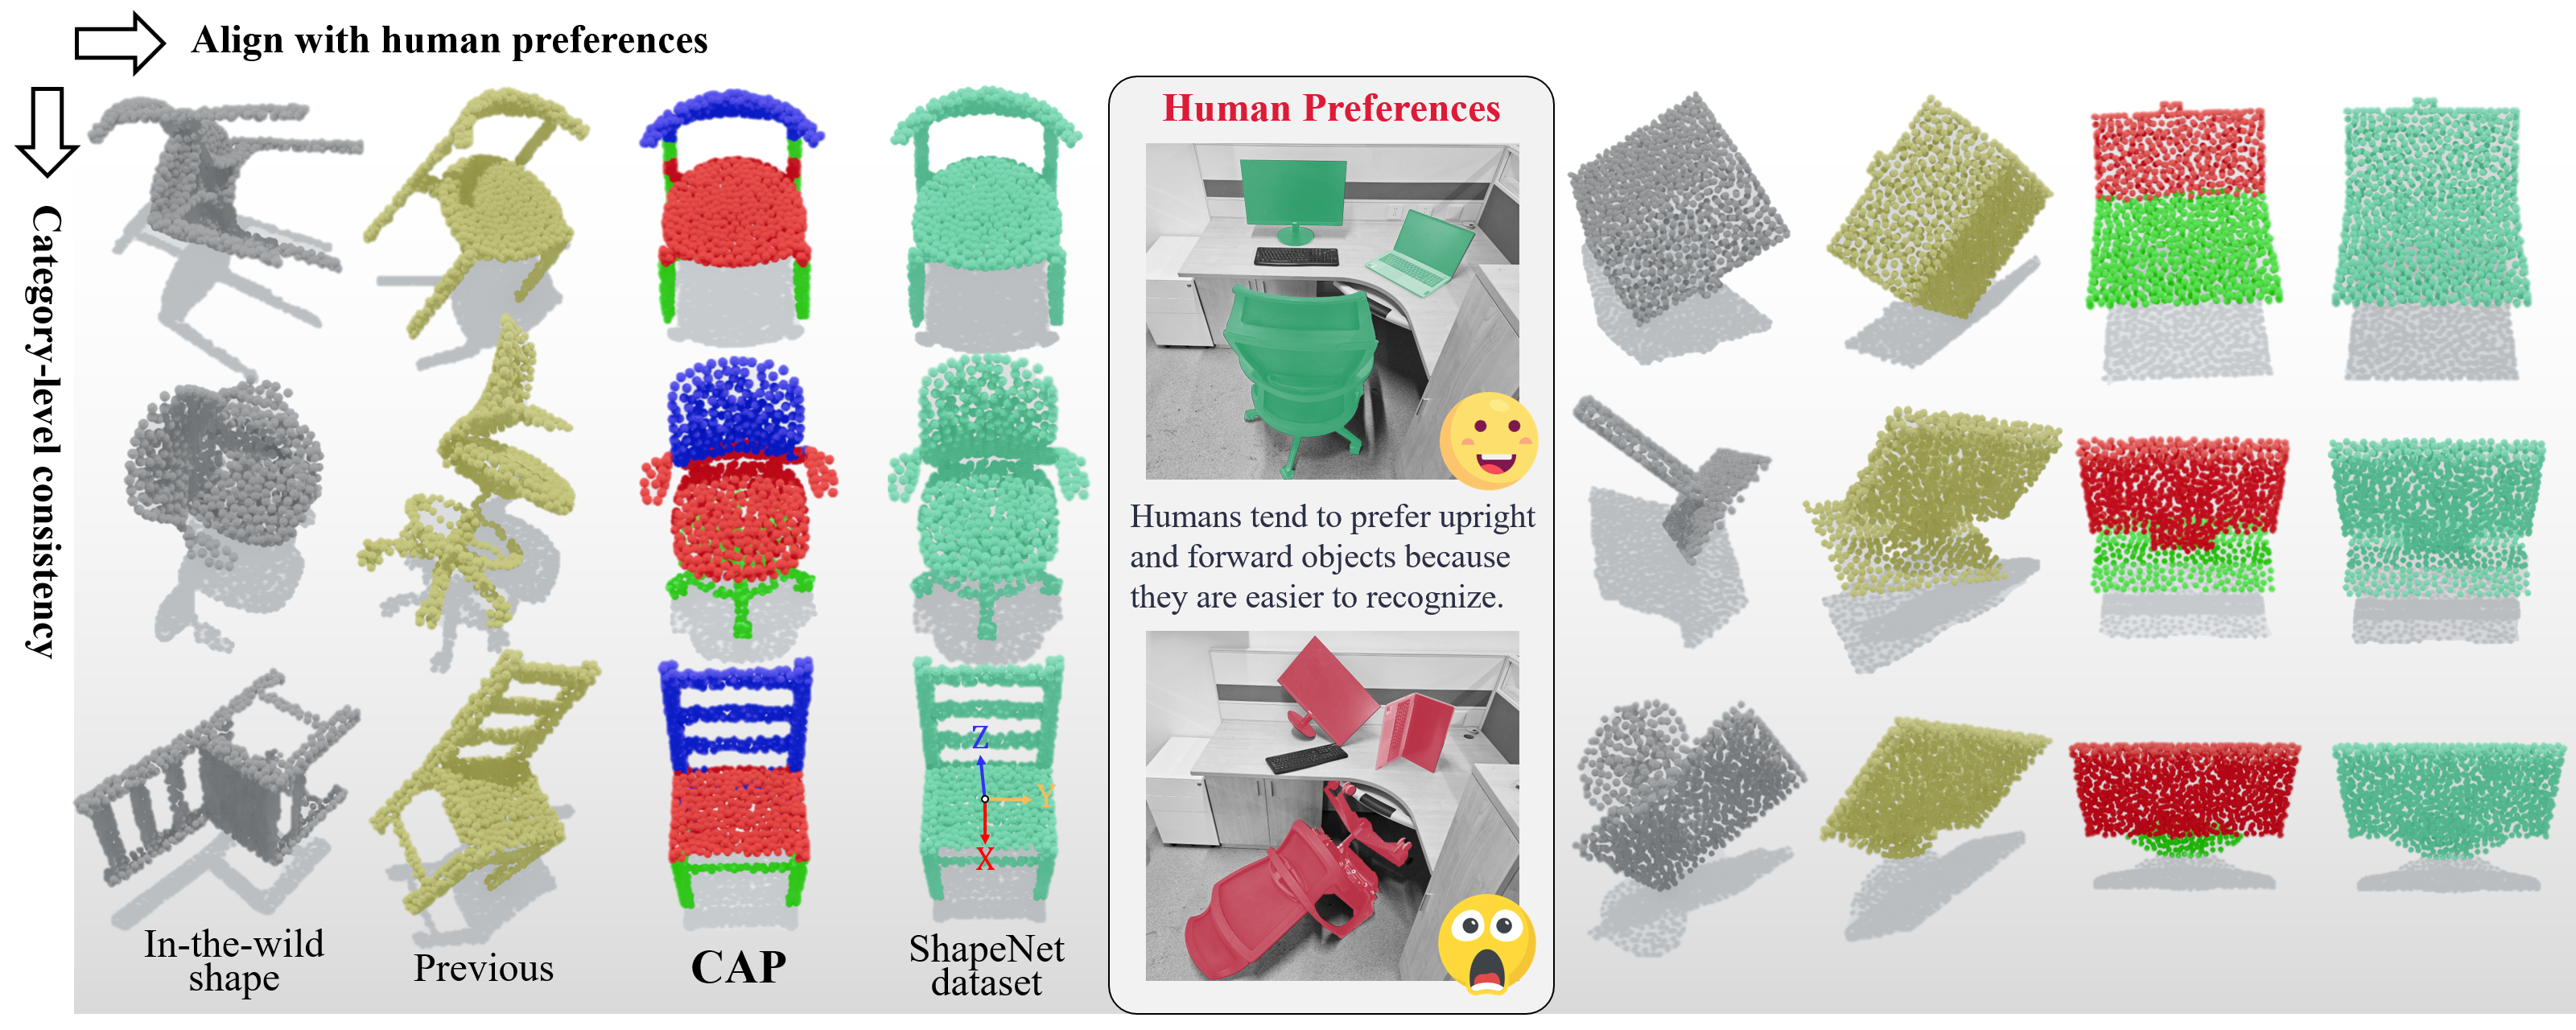 Align with human preferences
Category-level consistency
Human Preferences
Humans tend to prefer upright
and forward objects because
they are easier to recognize.
Z
Y
X
In-the-wild
shape
Previous
CAP
ShapeNet
dataset